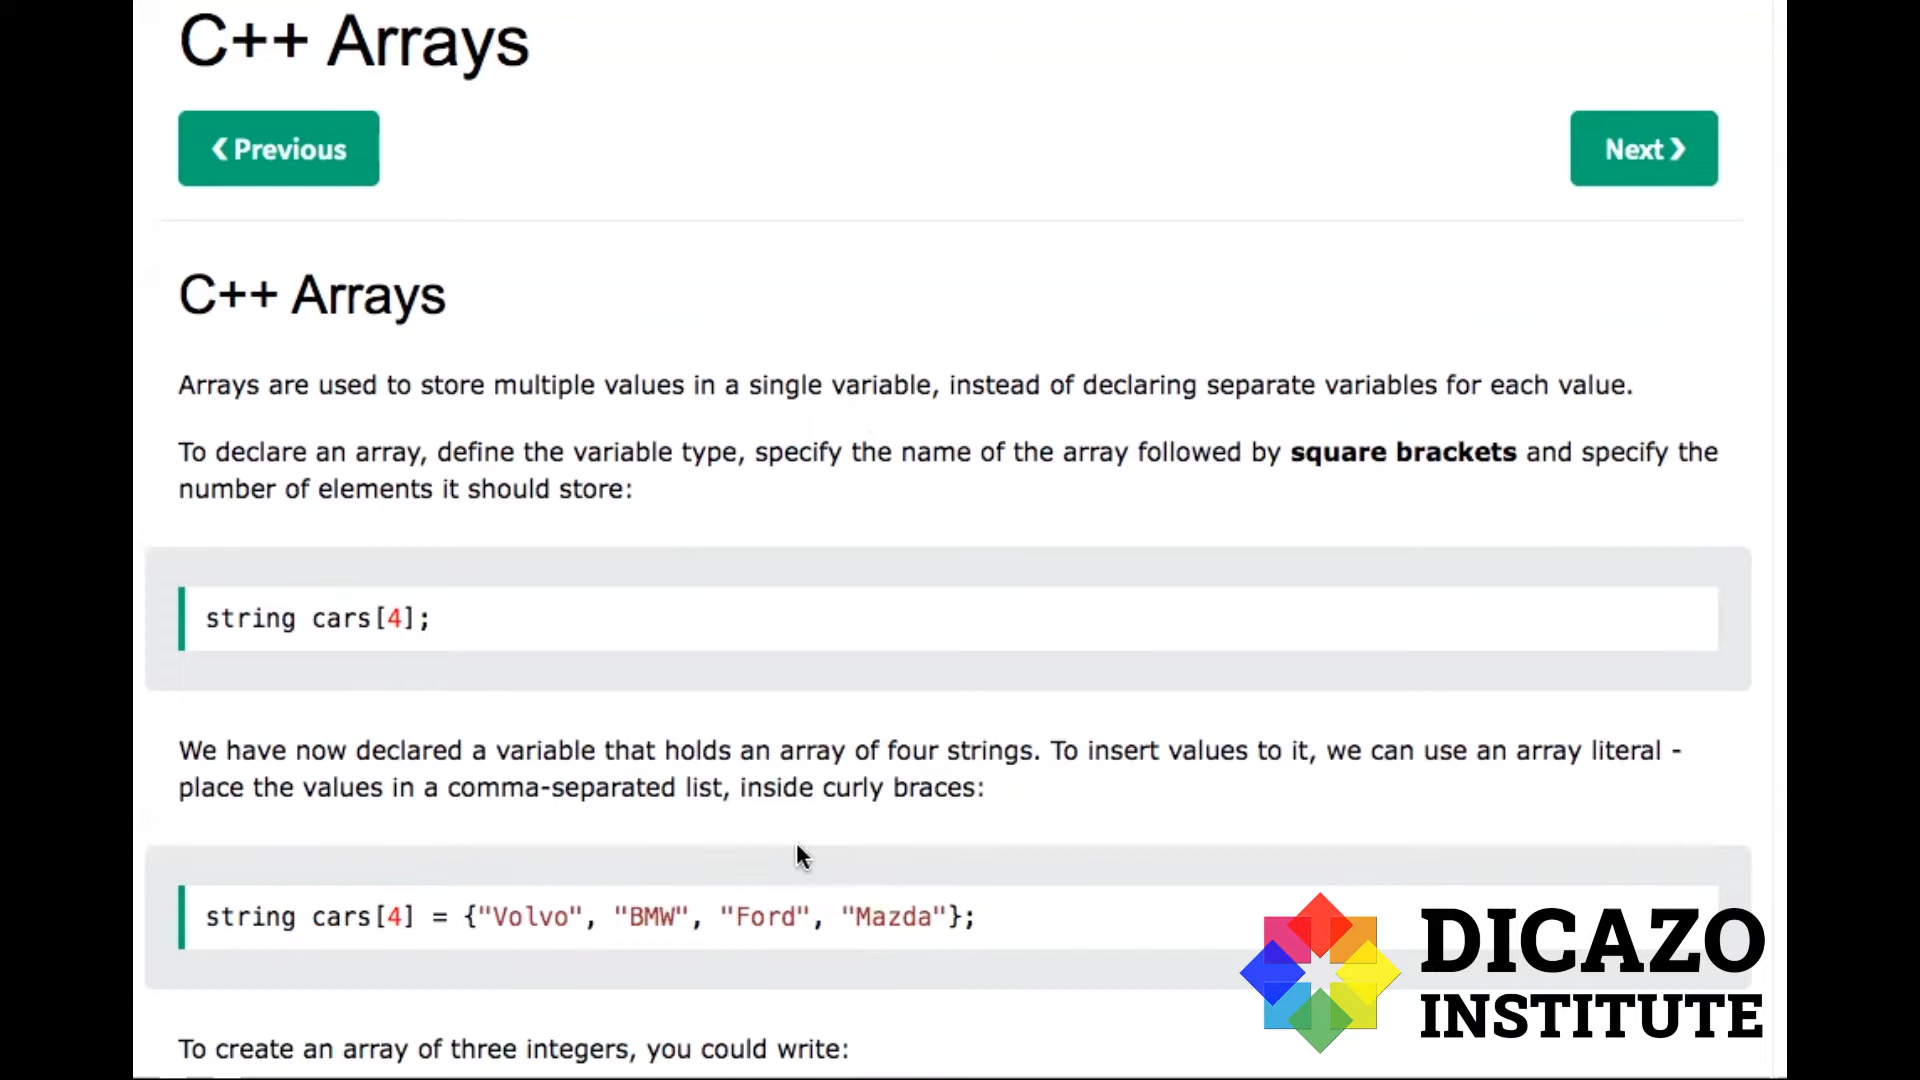 C++ Arrays
❮ Previous
Next ❯
C++ Arrays
Arrays are used to store multiple values in a single variable, instead of declaring separate variables for each value.
To declare an array, define the variable type, specify the name of the array followed by square brackets and specify the
number of elements it should store:
string cars[4];
We have now declared a variable that holds an array of four strings. To insert values to it, we can use an array literal -
place the values in a comma-separated list, inside curly braces:
string cars[4] = {"Volvo", "BMW", "Ford", "Mazda"};
DICAZO
INSTITUTE
To create an array of three integers, you could write: